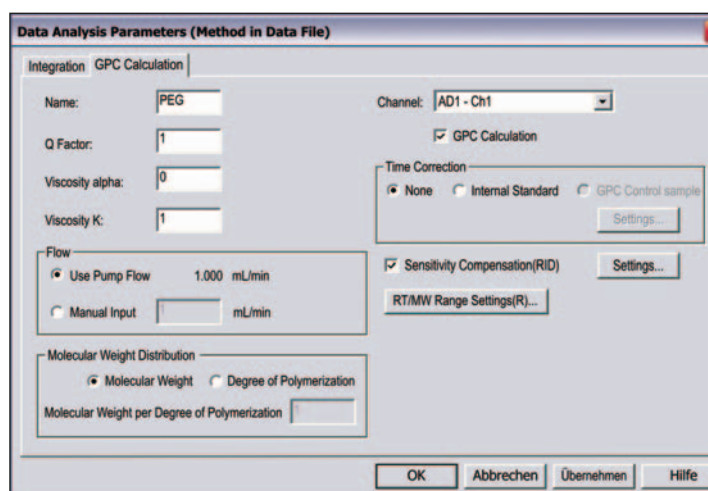 Data Analysis Parameters (Method in Data File)
Integration GPC Calculation
Name: PEG
Q Factor: 1
Viscosity alpha: 0
Viscosity K: 1
Flow
Use Pump Flow 1.000 mL/min
Manual Input 1 mL/min
Molecular Weight Distribution
Molecular Weight Degree of Polymerization
Molecular Weight per Degree of Polymerization 1
Channel: AD1 - Ch1
GPC Calculation
Time Correction
None Internal Standard GPC Control sample
Settings...
Sensitivity Compensation(RID) Settings...
RT/MW Range Settings(R)...
OK Abbrechen Übernehmen Hilfe